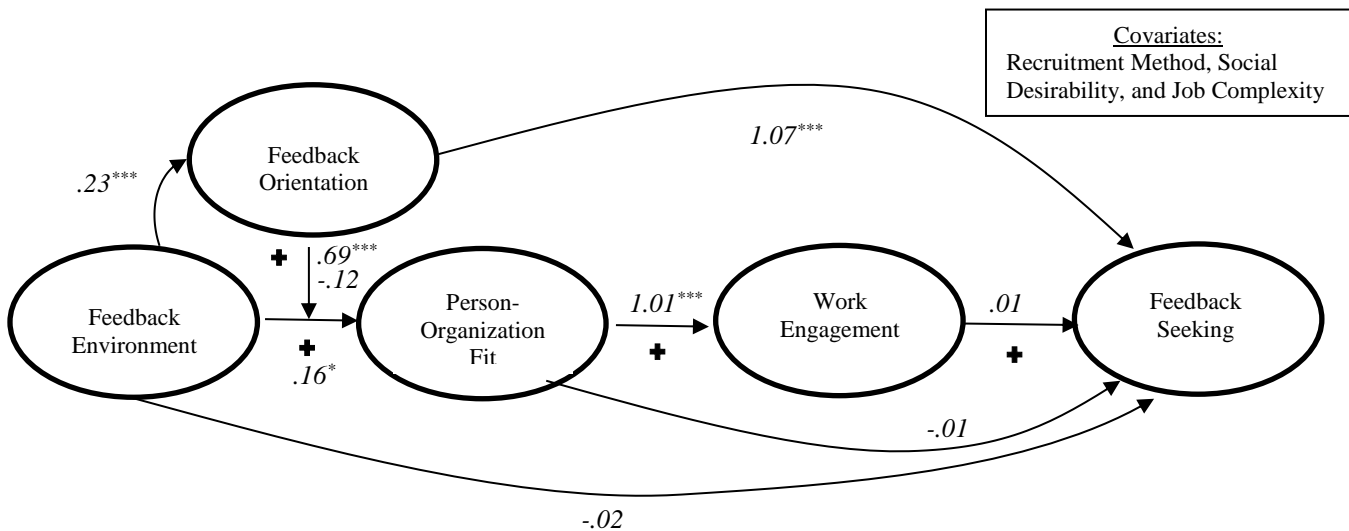 Covariates:
Recruitment Method, Social
Desirability, and Job Complexity
1.07***
Feedback
Orientation
.23***
.69***
-.12
Feedback
Environment
.16*
Person-
Organization
Fit
1.01***
Work
Engagement
.01
Feedback
Seeking
-.01
-.02